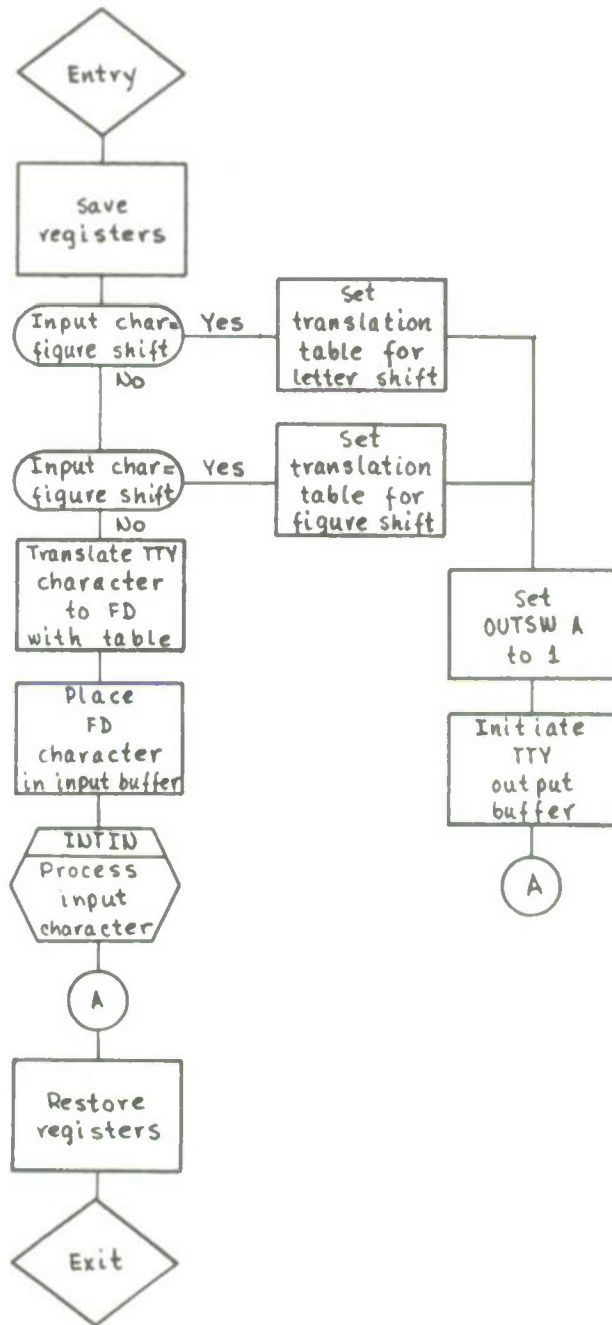 Entry
Save
registers
Input char=
figure shift
Yes
No
Set
translation
table for
letter shift
Input char=
figure shift
Yes
No
Set
translation
table for
figure shift
Translate TTY
character
to FD
with table
Set
OUTSW A
to 1
Place
FD
character
in input buffer
Initiate
TTY
output
buffer
INTIN
Process
input
character
A
A
Restore
registers
Exit